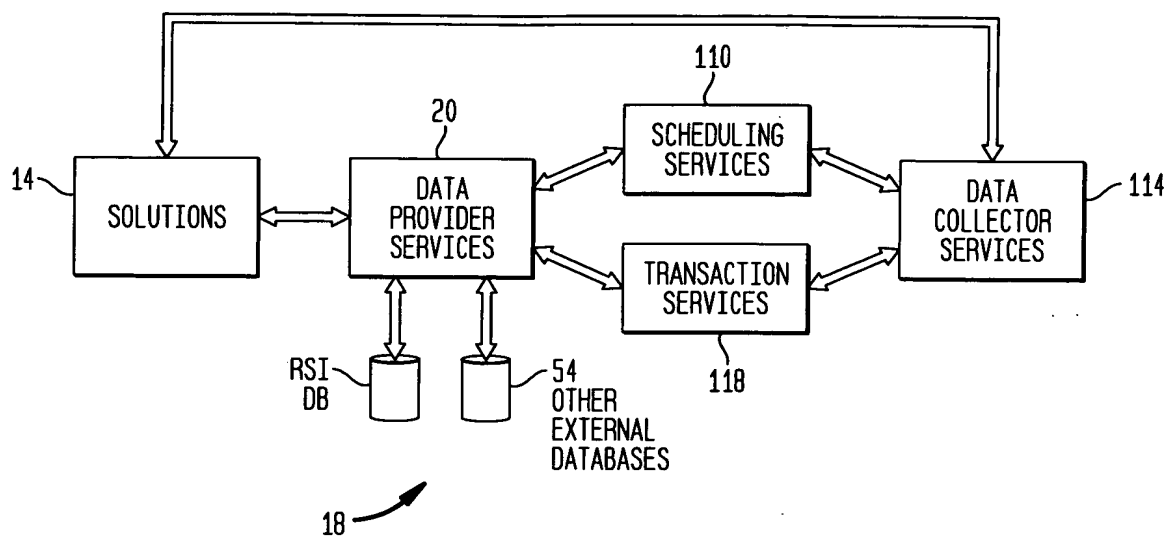 110
20
SCHEDULING
SERVICES
14
SOLUTIONS
DATA
PROVIDER
SERVICES
DATA
COLLECTOR
SERVICES
114
TRANSACTION
SERVICES
118
RSI
DB
54
OTHER
EXTERNAL
DATABASES
18